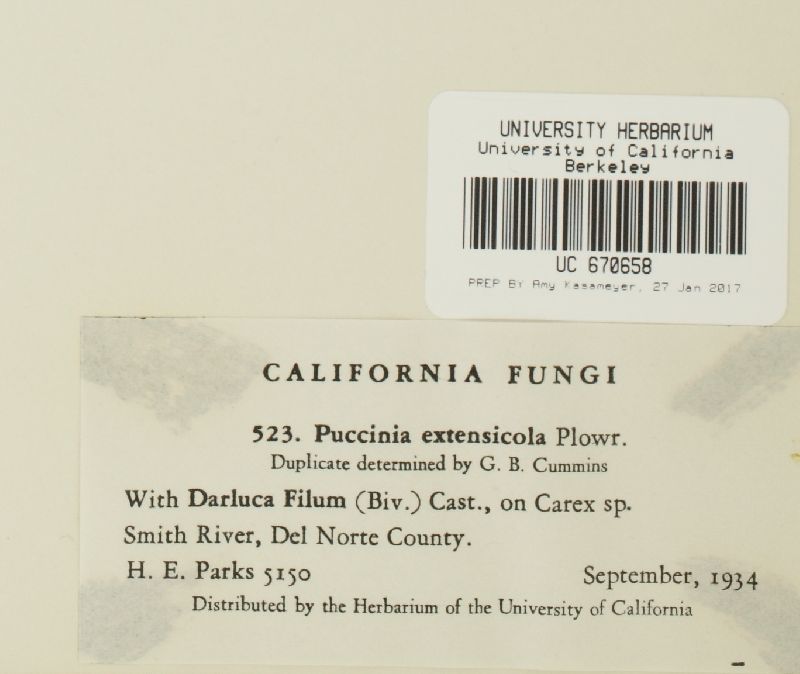 UNIVERSITY HERBARIUM
University of California
Berkeley
UC 670658
PREP BY Amy Kasameyer, 27 Jan 2017
CALIFORNIA FUNGI
523. Puccinia extensicola Plowr.
Duplicate determined by G. B. Cummins
With Darluca Filum (Biv.) Cast., on Carex sp.
Smith River, Del Norte County.
H. E. Parks 5150 September, 1934
Distributed by the Herbarium of the University of California